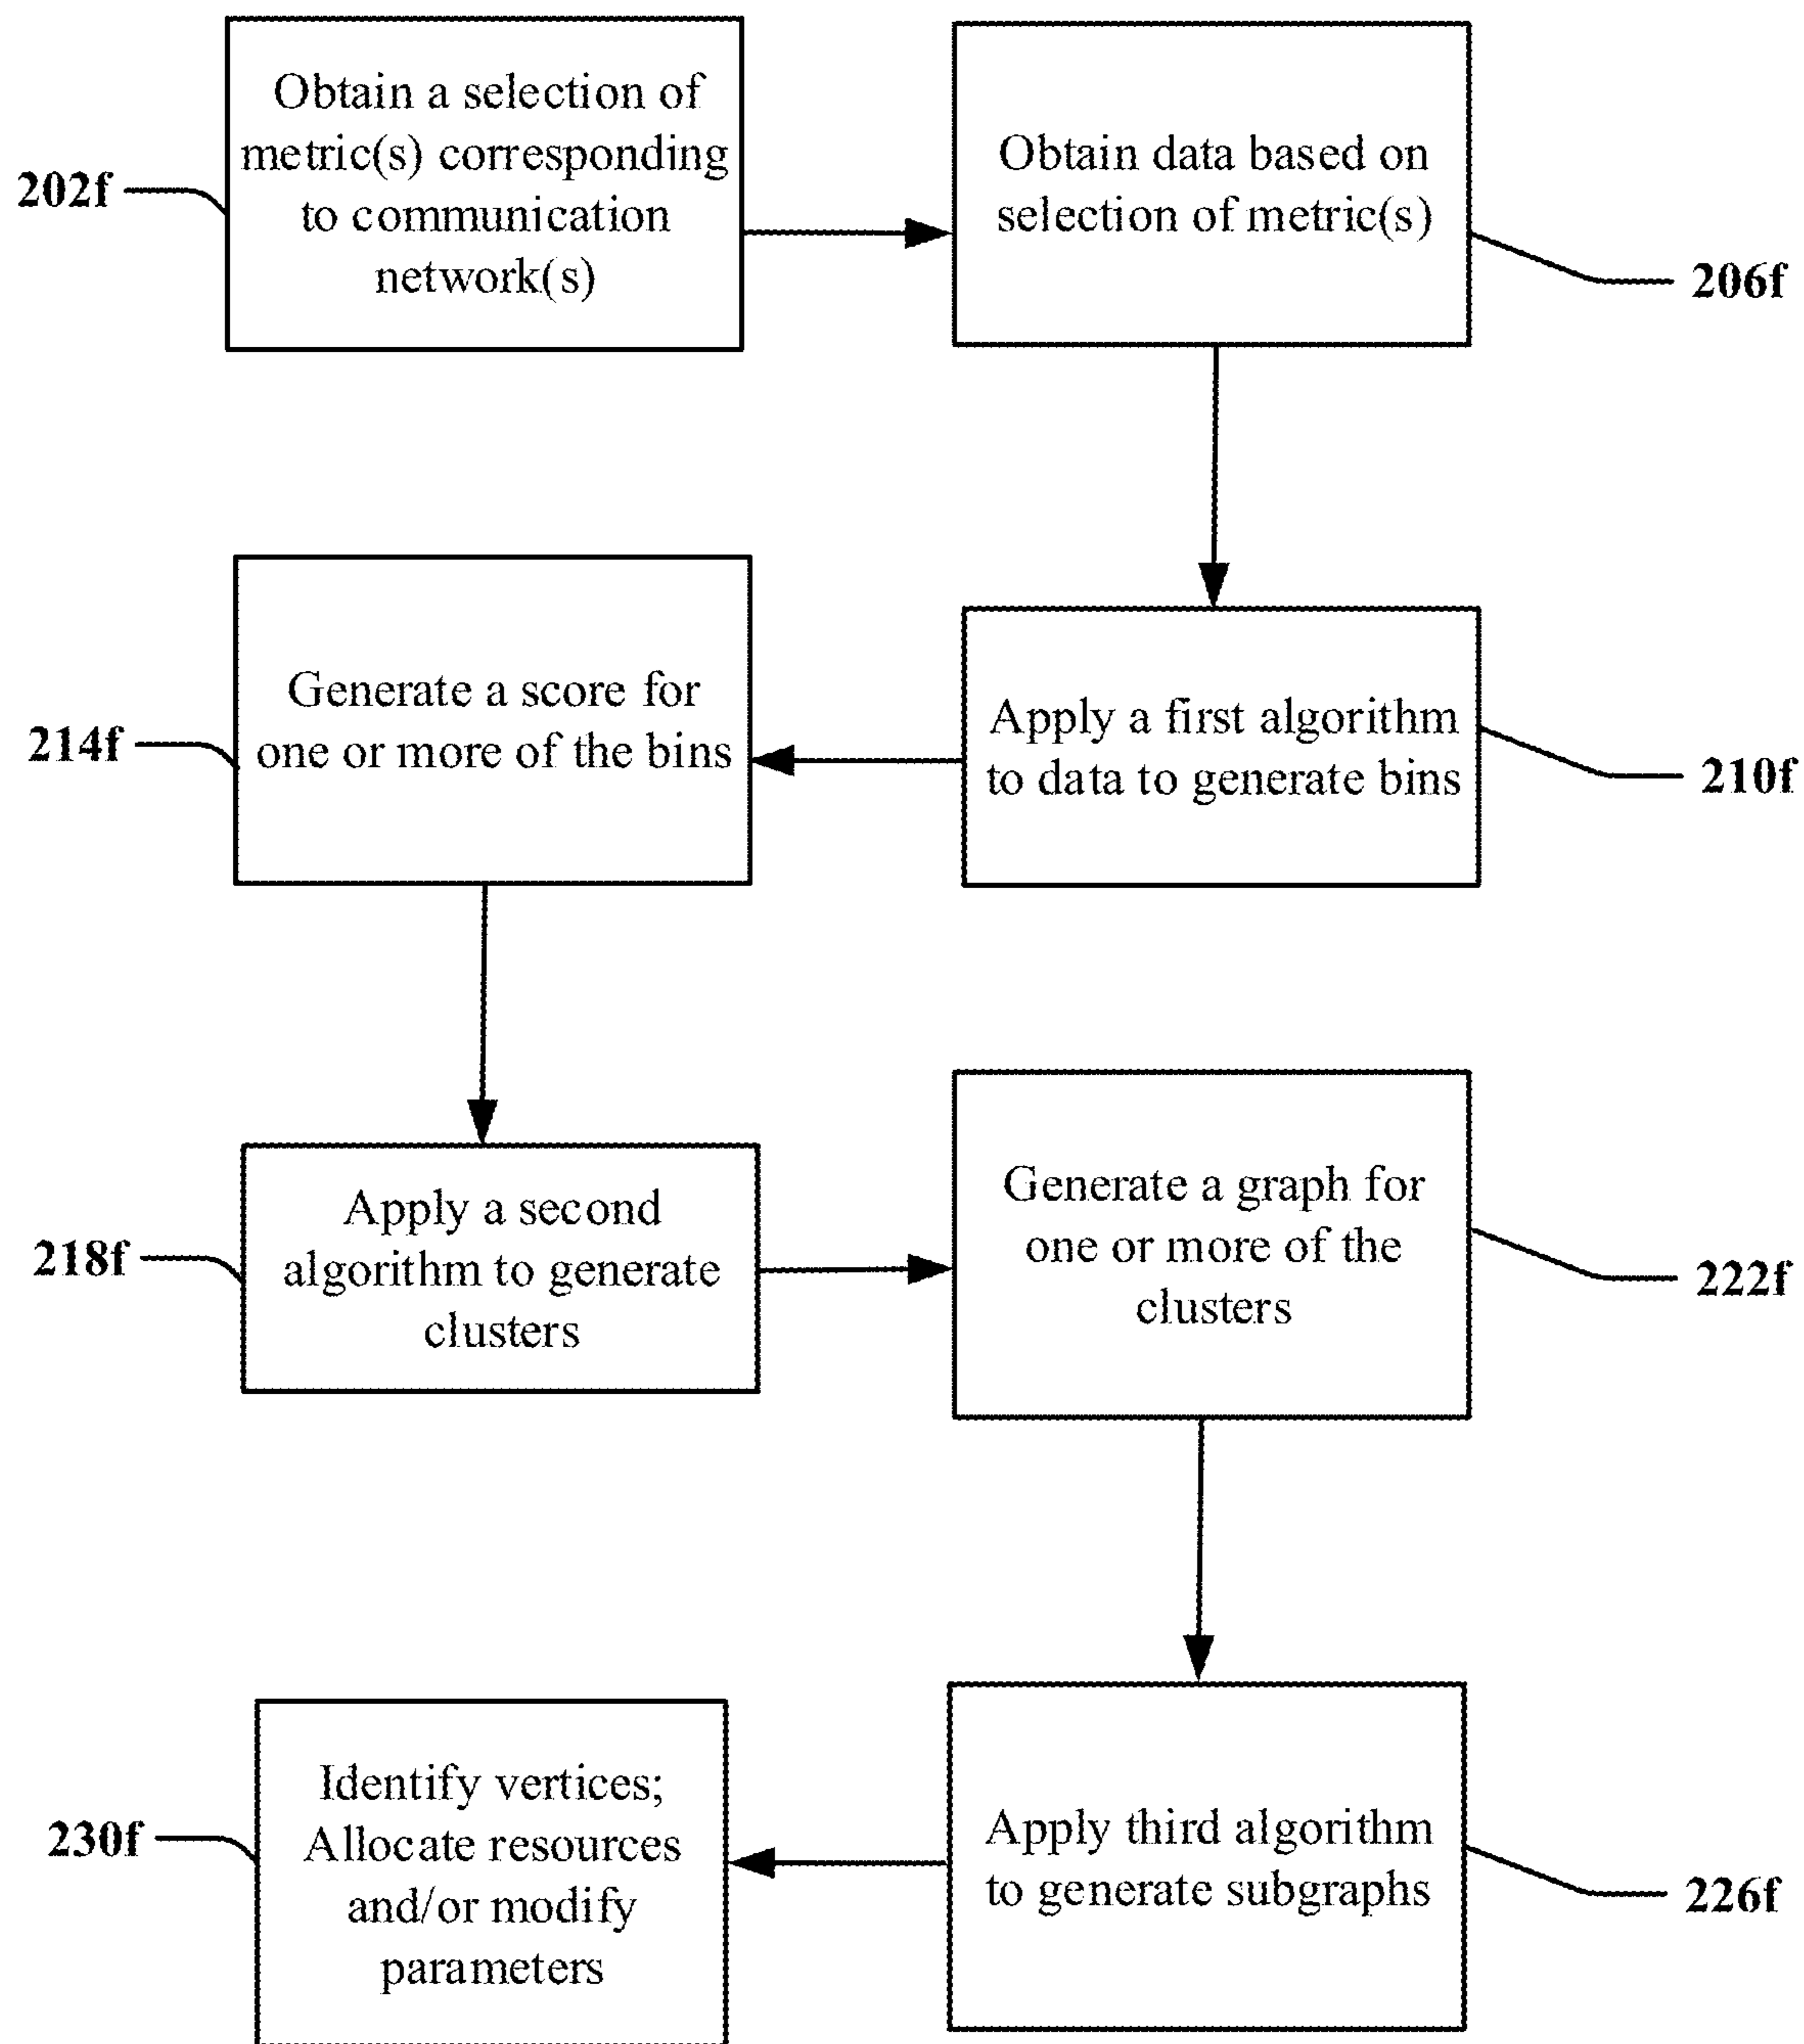 Obtain a selection of
metric(s) corresponding
to communication
network(s)
202f
Obtain data based on
selection of metric(s)
206f
Apply a first algorithm
to data to generate bins
210f
Generate a score for
one or more of the bins
214f
Apply a second
algorithm to generate
clusters
218f
Generate a graph for
one or more of the
clusters
222f
Apply third algorithm
to generate subgraphs
226f
Identify vertices;
Allocate resources
and/or modify
parameters
230f